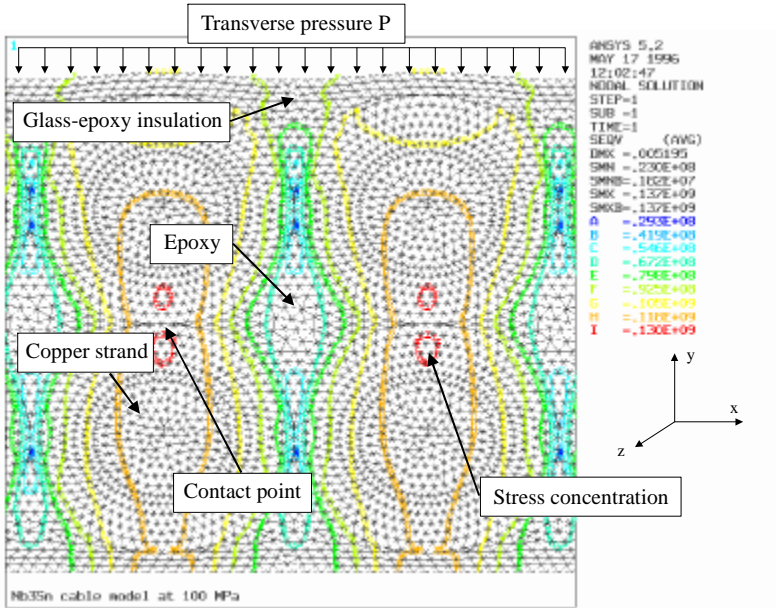 Transverse pressure P
1
ANSYS 5.2
MAY 17 1996
12:02:47
NODAL SOLUTION
STEP=1
SUB =1
TIME=1
SEQV (AVG)
DMX =.005195
SMN =.230E+08
SMNB=.182E+07
SMX =.137E+09
SMXB=.137E+09
A =.293E+08
B =.419E+08
C =.546E+08
D =.672E+08
E =.798E+08
F =.925E+08
G =.105E+09
H =.118E+09
I =.130E+09
Glass-epoxy insulation
Epoxy
Copper strand
Contact point
Stress concentration
y
x
z
Nb3Sn cable model at 100 MPa